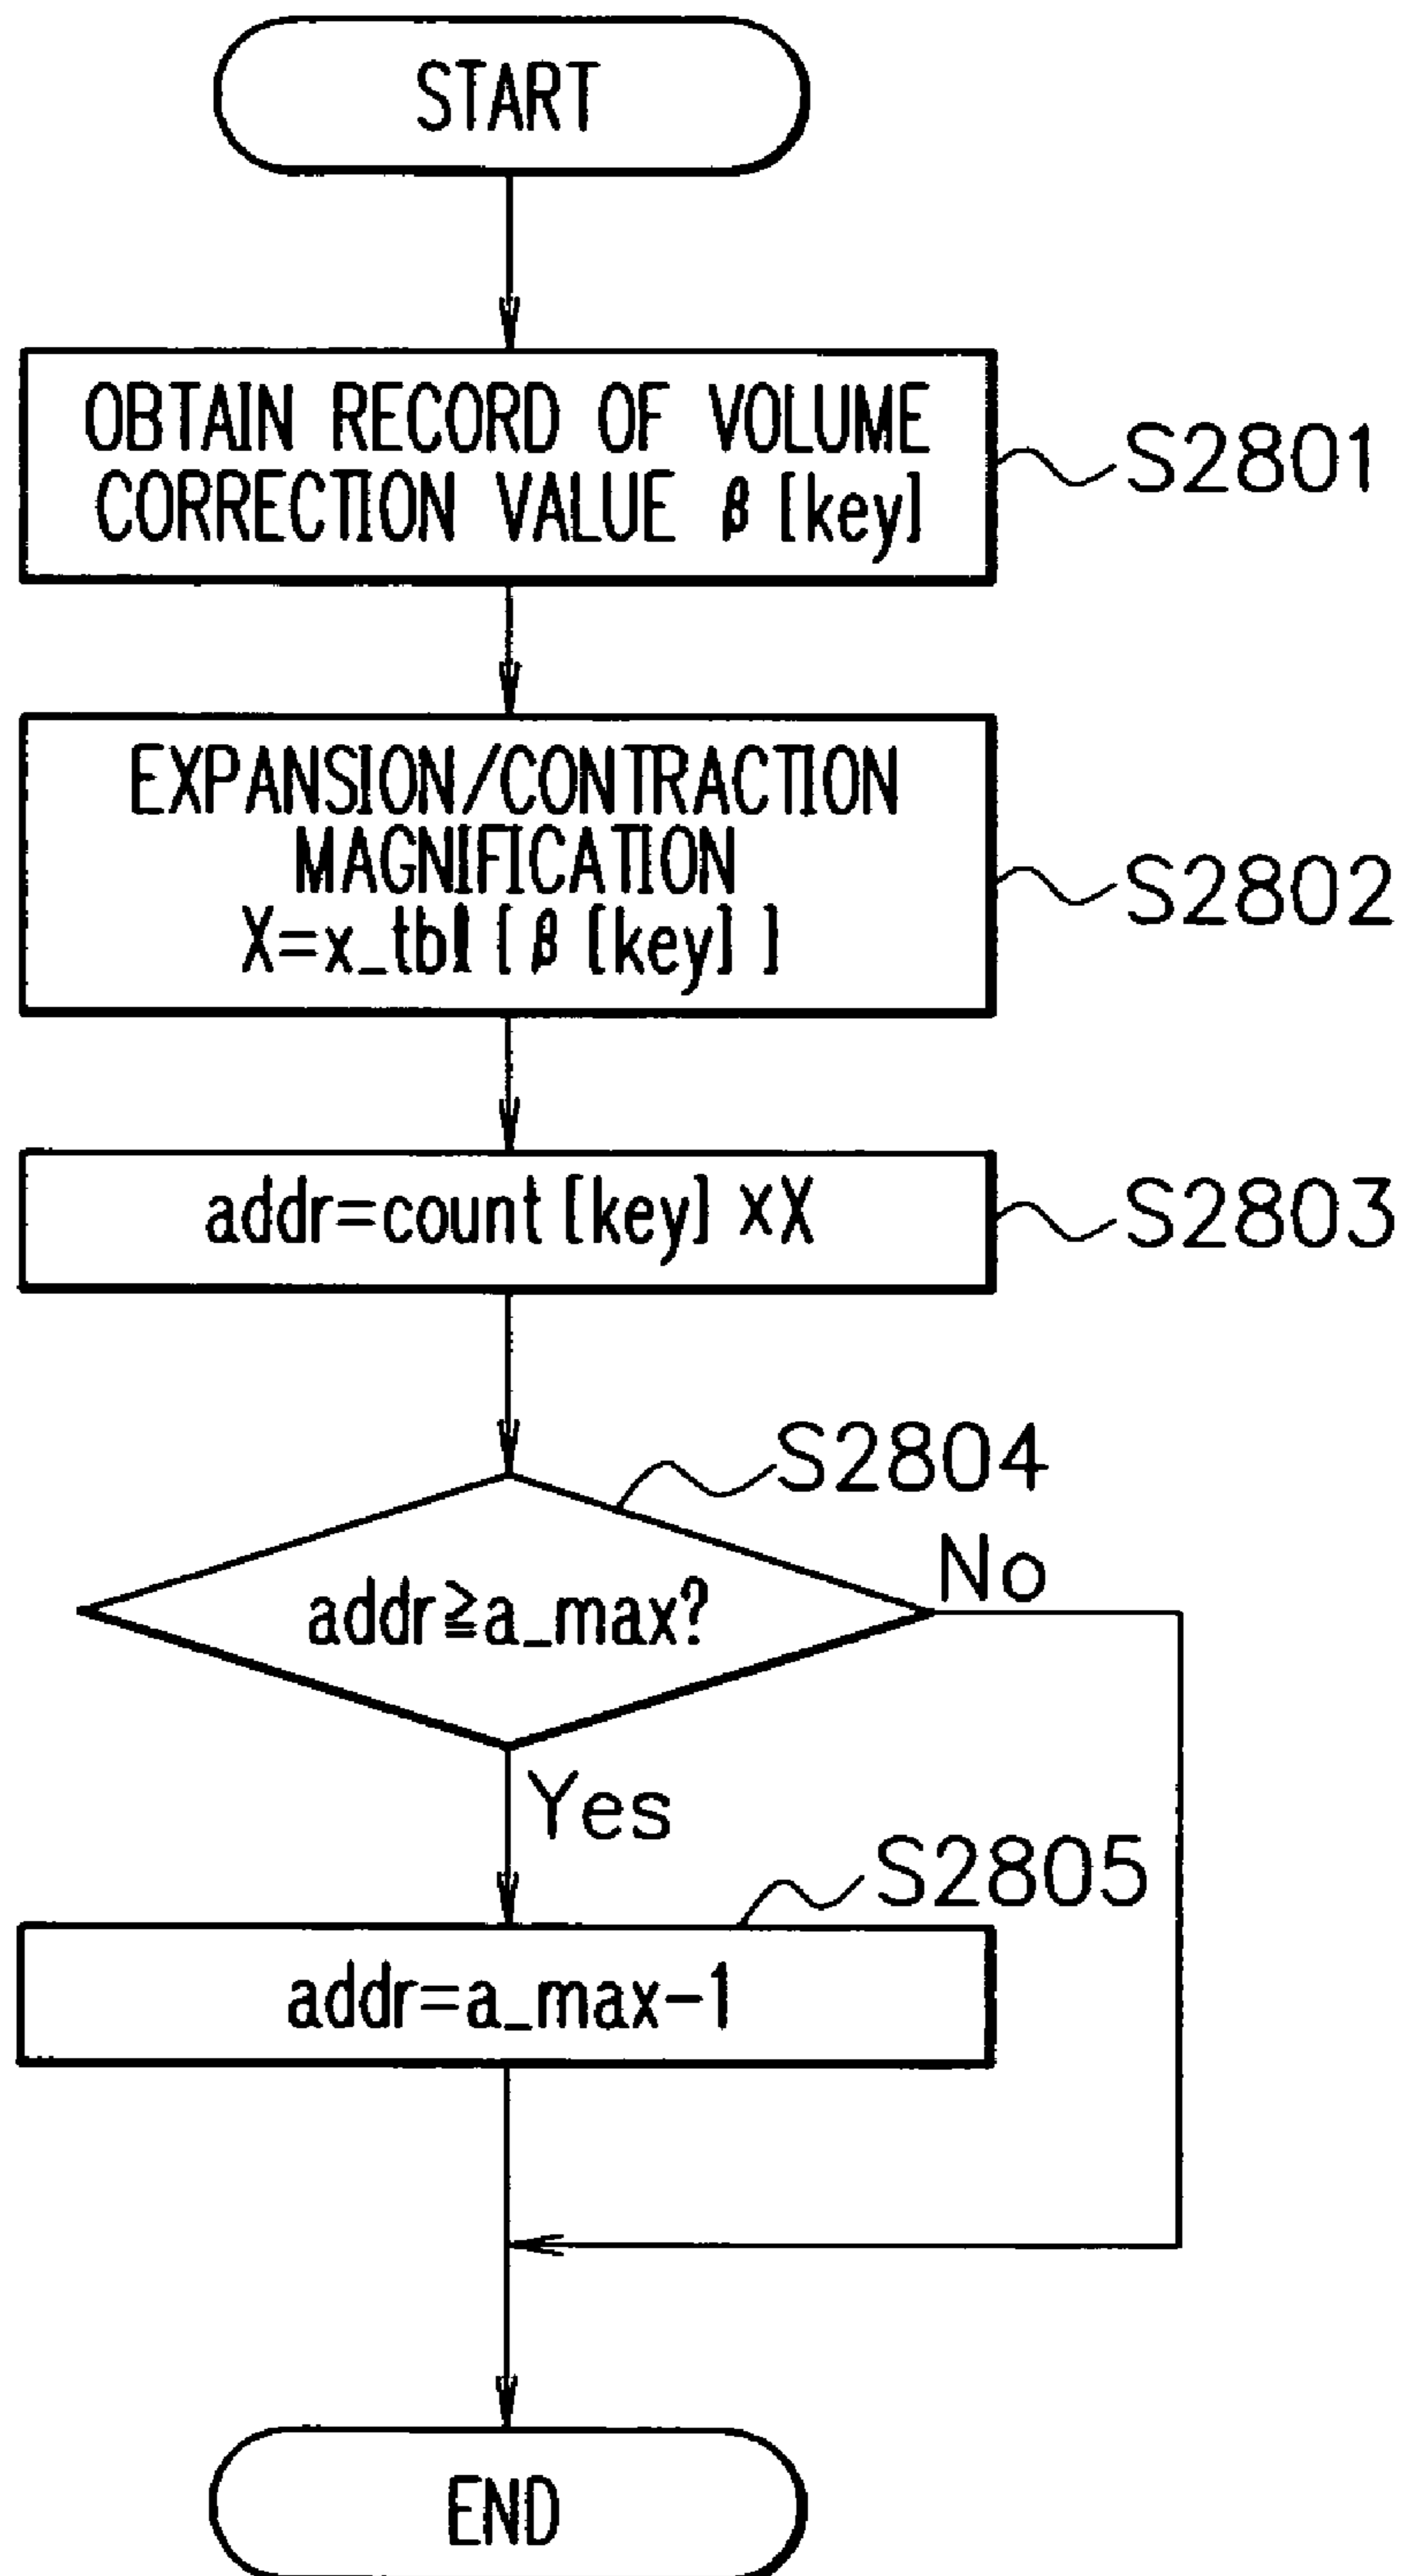 START
OBTAIN RECORD OF VOLUME
CORRECTION VALUE β [key]
S2801
EXPANSION/CONTRACTION
MAGNIFICATION
X=x_tbl [ β [key] ]
S2802
addr=count [key] ×X
S2803
S2804
addr≧a_max?
No
Yes
S2805
addr=a_max-1
END